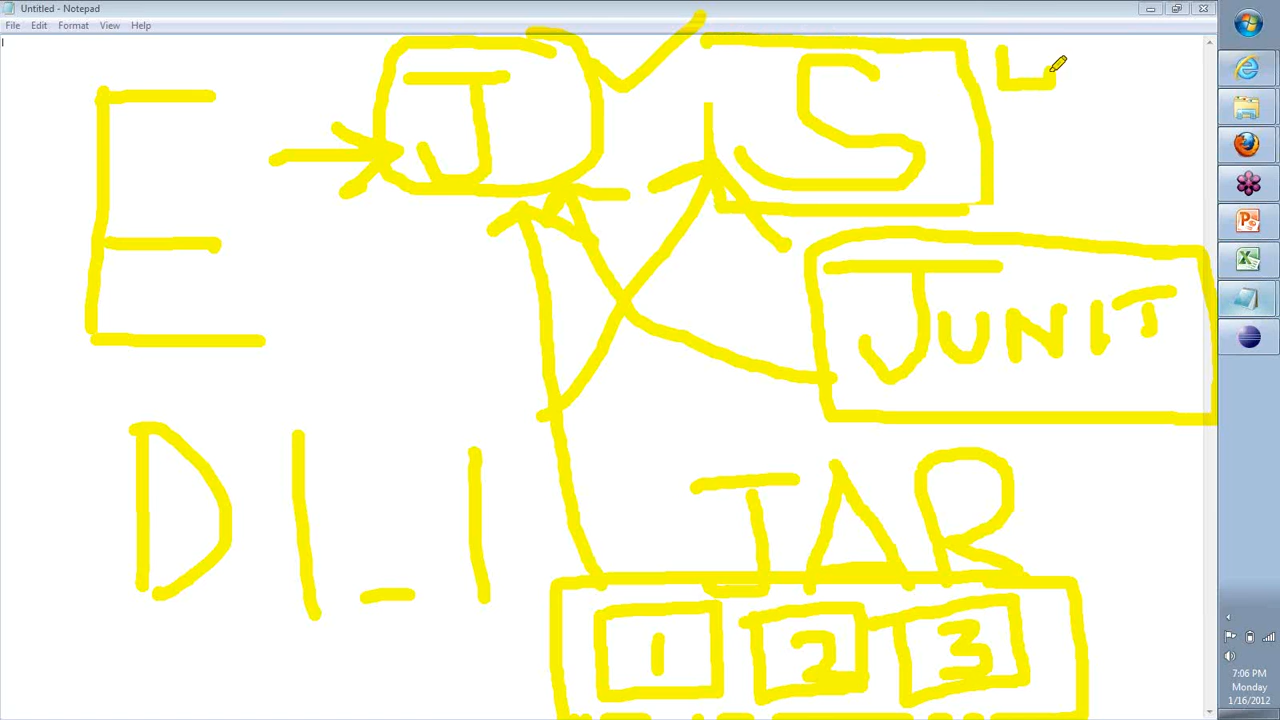 Untitled - Notepad
File Edit Format View Help
E J S
JUNIT
JAR
1 2 3
7:06 PM
Monday
1/16/2012